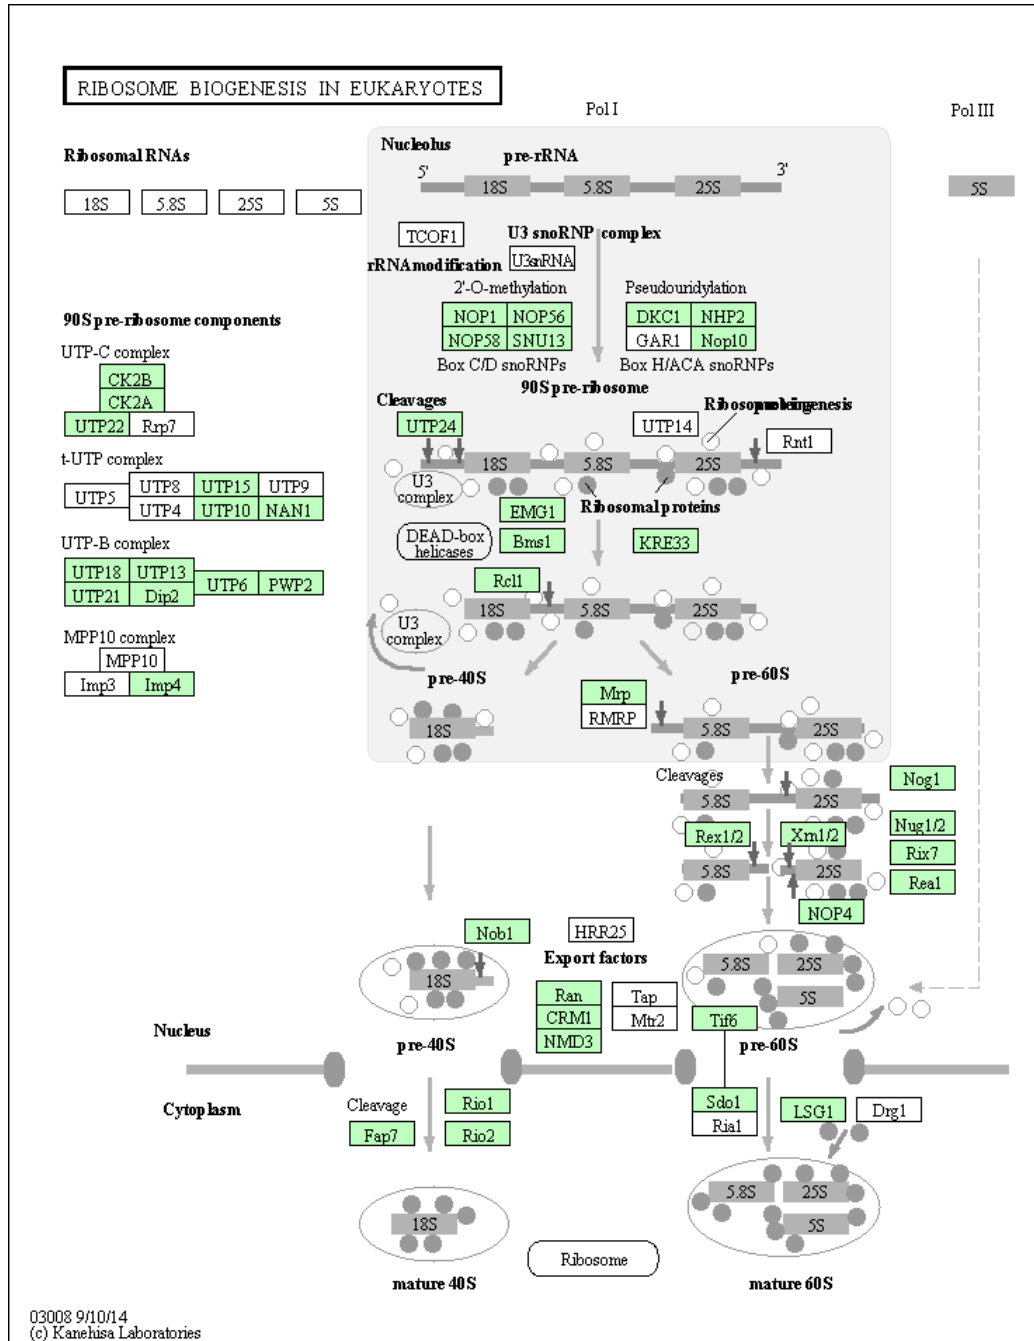 RIBOSOME BIOGENESIS IN EUKARYOTES
Pol I
Pol III
Ribosomal RNAs
18S 5.8S 25S 5S
Nucleolus
pre-rRNA
5' 3'
18S 5.8S 25S
5S
TCOF1
U3 snoRNP complex
U3snRNA
rRNA modification
2'-O-methylation
Pseudouridylation
NOP1 NOP56
NOP58 SNU13
DKC1 NHP2
GAR1 Nop10
Box C/D snoRNPs
Box H/ACA snoRNPs
90S pre-ribosome components
UTP-C complex
CK2B
CK2A
UTP22 Rrp7
t-UTP complex
UTP5
UTP8 UTP15 UTP9
UTP4 UTP10 NAN1
UTP-B complex
UTP18 UTP13
UTP21 Dip2
UTP6 PWP2
MPP10 complex
MPP10
Imp3 Imp4
90S pre-ribosome
Cleavages
UTP24
UTP14
Rnt1
18S 5.8S 25S
U3
complex
Ribosomal proteins
EMG1
Bms1
DEAD-box
helicases
KRE33
Rcl1
18S 5.8S 25S
U3
complex
pre-40S
pre-60S
Mrp
RMRP
18S
5.8S 25S
Cleavages
Nog1
5.8S 25S
Rex1/2
Xrn1/2
Nug1/2
Rix7
Rea1
5.8S 25S
NOP4
Nob1
HRR25
Export factors
18S
5.8S 25S
5S
Ran
CRM1
NMD3
Tap
Mtr2
Tif6
Nucleus
pre-40S
pre-60S
Cytoplasm
Cleavage
Fap7
Rio1
Rio2
Sdo1
Ria1
LSG1
Drg1
18S
5.8S 25S
5S
Ribosome
mature 40S
mature 60S
03008 9/10/14
(c) Kanehisa Laboratories